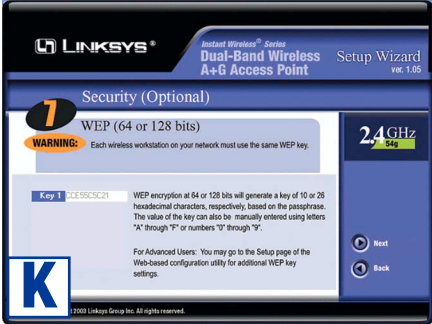 LINKSYS®
Instant Wireless® Series
Dual-Band Wireless
A+G Access Point
Setup Wizard
ver. 1.05
Security (Optional)
7
WEP (64 or 128 bits)
WARNING: Each wireless workstation on your network must use the same WEP key.
2.4 GHz
54g
Key 1 CCE55C5C21
WEP encryption at 64 or 128 bits will generate a key of 10 or 26
hexadecimal characters, respectively, based on the passphrase.
The value of the key can also be manually entered using letters
"A" through "F" or numbers "0" through "9".
For Advanced Users: You may go to the Setup page of the
Web-based configuration utility for additional WEP key
settings.
Next
Back
K
2003 Linksys Group Inc. All rights reserved.